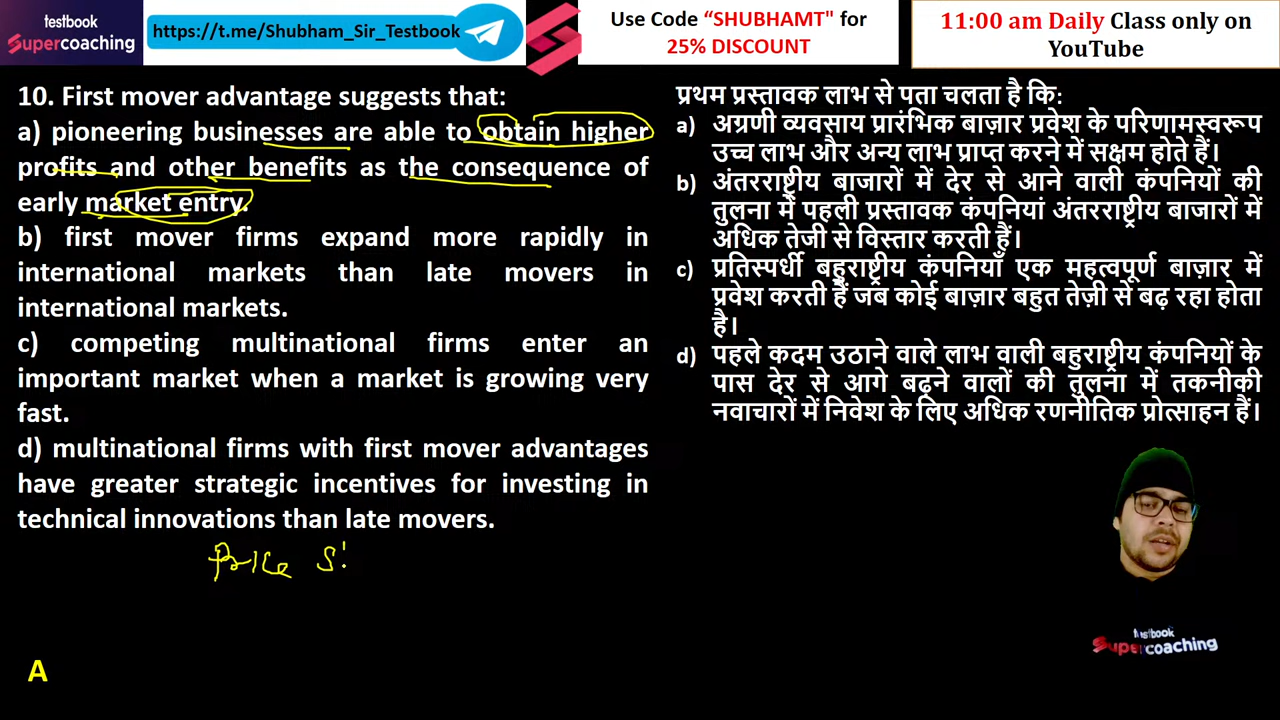 testbook
Supercoaching
https://t.me/Shubham_Sir_Testbook
Use Code “SHUBHAMT" for
25% DISCOUNT
11:00 am Daily Class only on
YouTube
10. First mover advantage suggests that:
a) pioneering businesses are able to obtain higher
profits and other benefits as the consequence of
early market entry.
b) first mover firms expand more rapidly in
international markets than late movers in
international markets.
c) competing multinational firms enter an
important market when a market is growing very
fast.
d) multinational firms with first mover advantages
have greater strategic incentives for investing in
technical innovations than late movers.
Price
A
प्रथम प्रस्तावक लाभ से पता चलता है कि:
a) अग्रणी व्यवसाय प्रारंभिक बाज़ार प्रवेश के परिणामस्वरूप
उच्च लाभ और अन्य लाभ प्राप्त करने में सक्षम होते हैं।
b) अंतरराष्ट्रीय बाजारों में देर से आने वाली कंपनियों की
तुलना में पहली प्रस्तावक कंपनियां अंतरराष्ट्रीय बाजारों में
अधिक तेजी से विस्तार करती हैं।
c) प्रतिस्पर्धी बहुराष्ट्रीय कंपनियाँ एक महत्वपूर्ण बाज़ार में
प्रवेश करती हैं जब कोई बाज़ार बहुत तेज़ी से बढ़ रहा होता
है।
d) पहले कदम उठाने वाले लाभ वाली बहुराष्ट्रीय कंपनियों के
पास देर से आगे बढ़ने वालों की तुलना में तकनीकी
नवाचारों में निवेश के लिए अधिक रणनीतिक प्रोत्साहन हैं।
testbook
Supercoaching